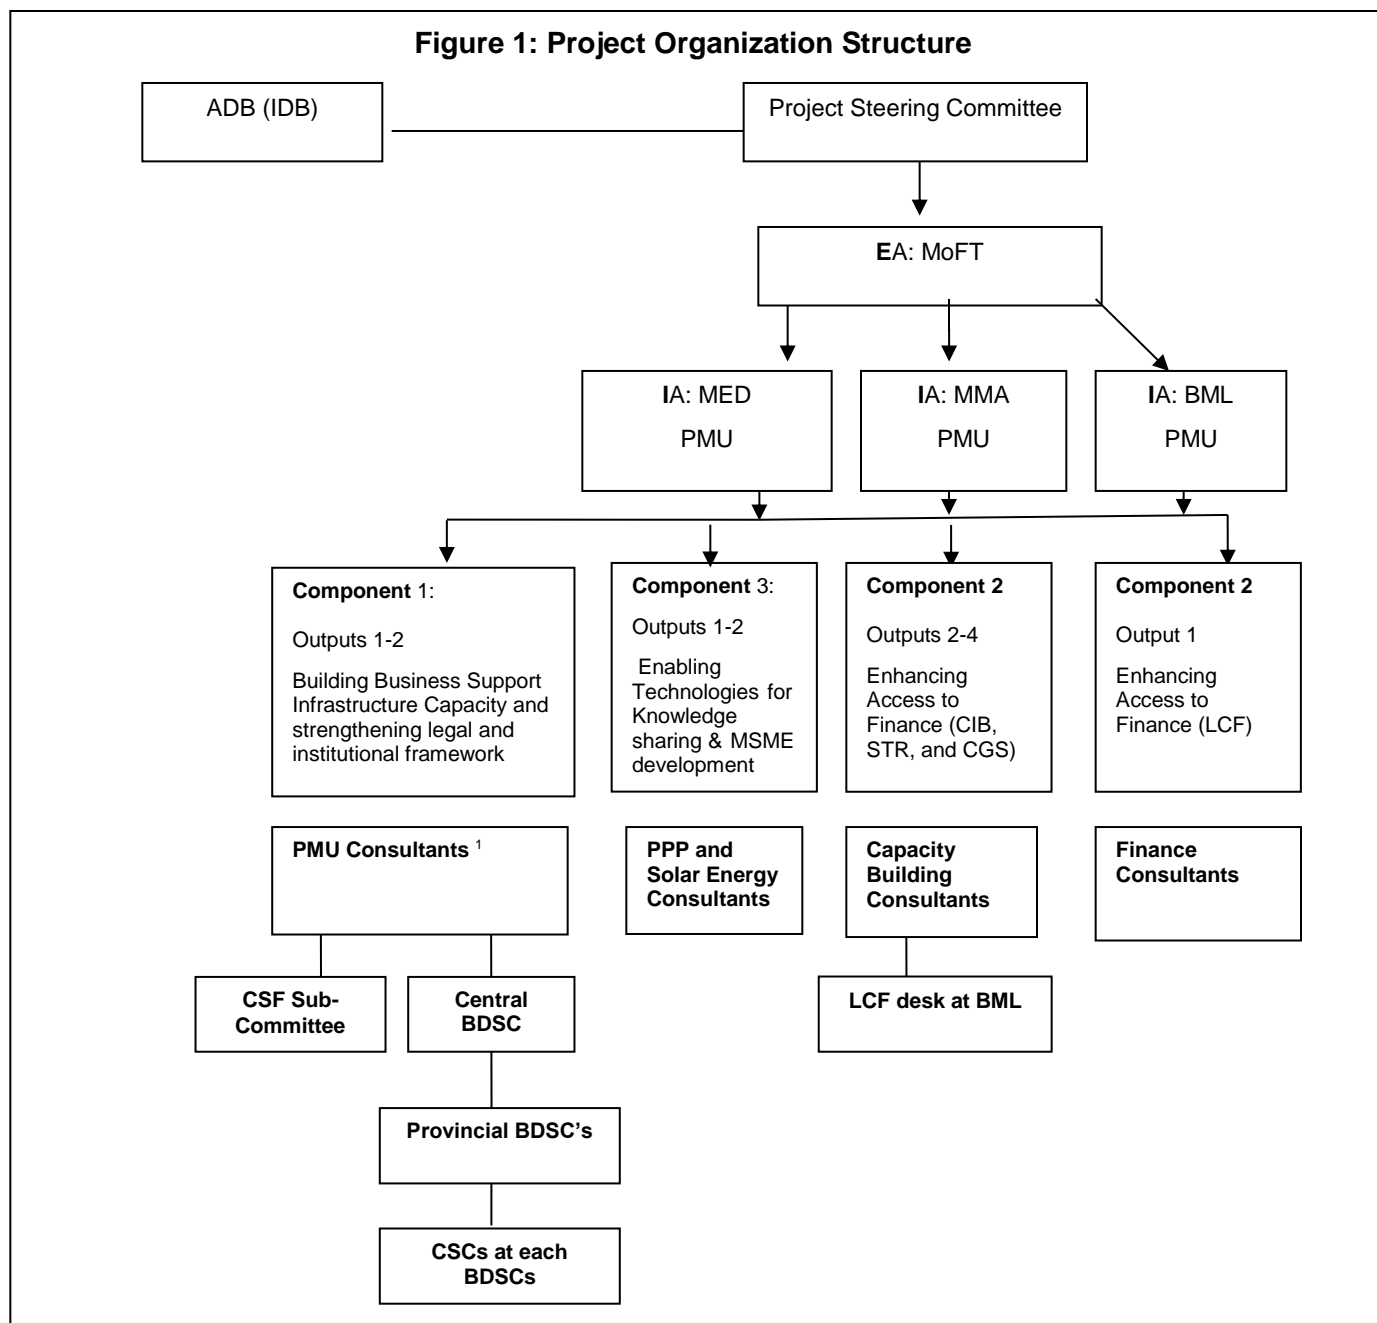 Figure 1: Project Organization Structure
ADB (IDB)
Project Steering Committee
EA: MoFT
IA: MED
PMU
IA: MMA
PMU
IA: BML
PMU
Component 1:
Outputs 1-2
Building Business Support
Infrastructure Capacity and
strengthening legal and
institutional framework
Component 3:
Outputs 1-2
Enabling
Technologies for
Knowledge
sharing & MSME
development
Component 2
Outputs 2-4
Enhancing
Access to
Finance (CIB,
STR, and CGS)
Component 2
Output 1
Enhancing
Access to
Finance (LCF)
PMU Consultants 1
PPP and
Solar Energy
Consultants
Capacity
Building
Consultants
Finance
Consultants
CSF Sub-
Committee
Central
BDSC
LCF desk at BML
Provincial BDSC’s
CSCs at each
BDSCs